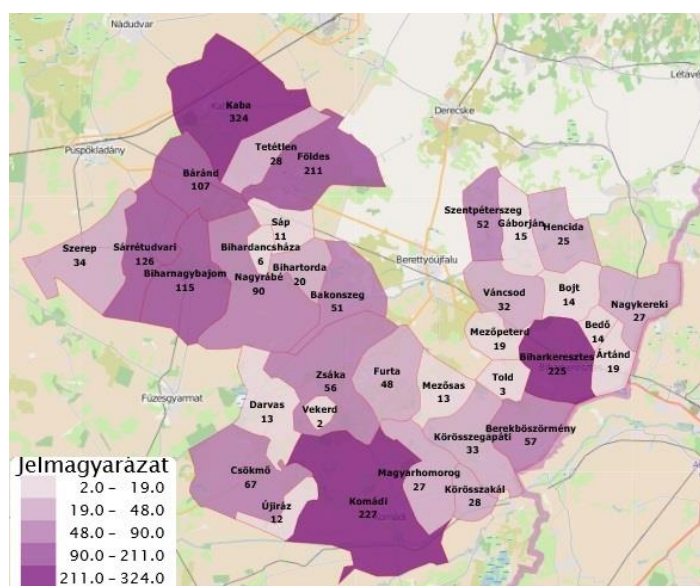 Nádudvar
Kaba
324
Létavé
Derecske
Püspökladány
Tetétlen
28
Földes
211
Báránd
107
Szentpéterszeg
52
Gáborján
15
Hencida
25
Sáp
11
Szerep
34
Sárrétudvari
126
Bihardancsháza
6
Biharnagybajom
115
Nagyrábé
90
Bihartorda
20
Berettyóújfalu
Bakonszeg
51
Váncsod
32
Bojt
14
Nagykereki
27
Mezőpeterd
19
Bedő
14
Biharkeresztes
225
Ártánd
19
Zsáka
56
Furta
48
Mezősas
13
Told
3
Füzesgyarmat
Darvas
13
Vekerd
2
Berekböszörmény
57
Körösszegapáti
33
Csökmő
67
Magyarhomorog
27
Körösszakál
28
Újiráz
12
Komádi
227
Jelmagyarázat
2.0 - 19.0
19.0 - 48.0
48.0 - 90.0
90.0 - 211.0
211.0 - 324.0